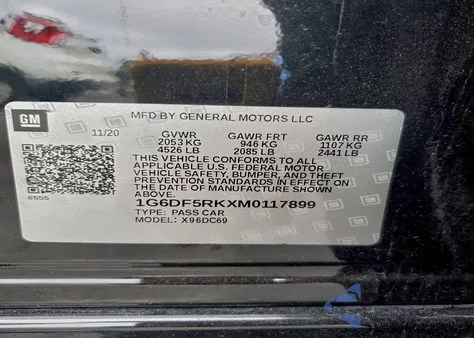 GM
MFD BY GENERAL MOTORS LLC
11/20
GVWR GAWR FRT GAWR RR
2053 KG 946 KG 1107 KG
4526 LB 2085 LB 2441 LB
THIS VEHICLE CONFORMS TO ALL
APPLICABLE U.S. FEDERAL MOTOR
VEHICLE SAFETY, BUMPER, AND THEFT
PREVENTION STANDARDS IN EFFECT ON
THE DATE OF MANUFACTURE SHOWN
ABOVE.
8555
1G6DF5RKXM0117899
TYPE: PASS CAR
MODEL: X96DC69